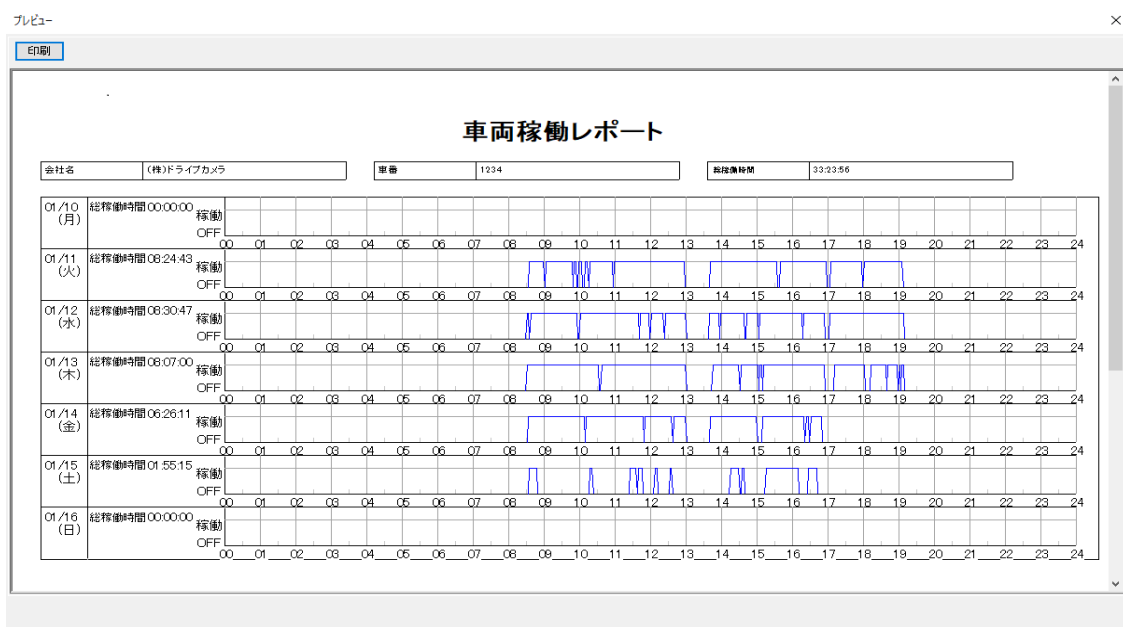 プレビュー
印刷
車両稼働レポート
会社名 (株)ドライブカメラ 車番 1234 総稼働時間 33:23:56
01/10 総稼働時間 00:00:00
(月) 稼働
OFF
00 01 02 03 04 05 06 07 08 09 10 11 12 13 14 15 16 17 18 19 20 21 22 23 24
01/11 総稼働時間 08:24:43
(火) 稼働
OFF
00 01 02 03 04 05 06 07 08 09 10 11 12 13 14 15 16 17 18 19 20 21 22 23 24
01/12 総稼働時間 08:30:47
(水) 稼働
OFF
00 01 02 03 04 05 06 07 08 09 10 11 12 13 14 15 16 17 18 19 20 21 22 23 24
01/13 総稼働時間 08:07:00
(木) 稼働
OFF
00 01 02 03 04 05 06 07 08 09 10 11 12 13 14 15 16 17 18 19 20 21 22 23 24
01/14 総稼働時間 06:26:11
(金) 稼働
OFF
00 01 02 03 04 05 06 07 08 09 10 11 12 13 14 15 16 17 18 19 20 21 22 23 24
01/15 総稼働時間 01:55:15
(土) 稼働
OFF
00 01 02 03 04 05 06 07 08 09 10 11 12 13 14 15 16 17 18 19 20 21 22 23 24
01/16 総稼働時間 00:00:00
(日) 稼働
OFF
00 01 02 03 04 05 06 07 08 09 10 11 12 13 14 15 16 17 18 19 20 21 22 23 24